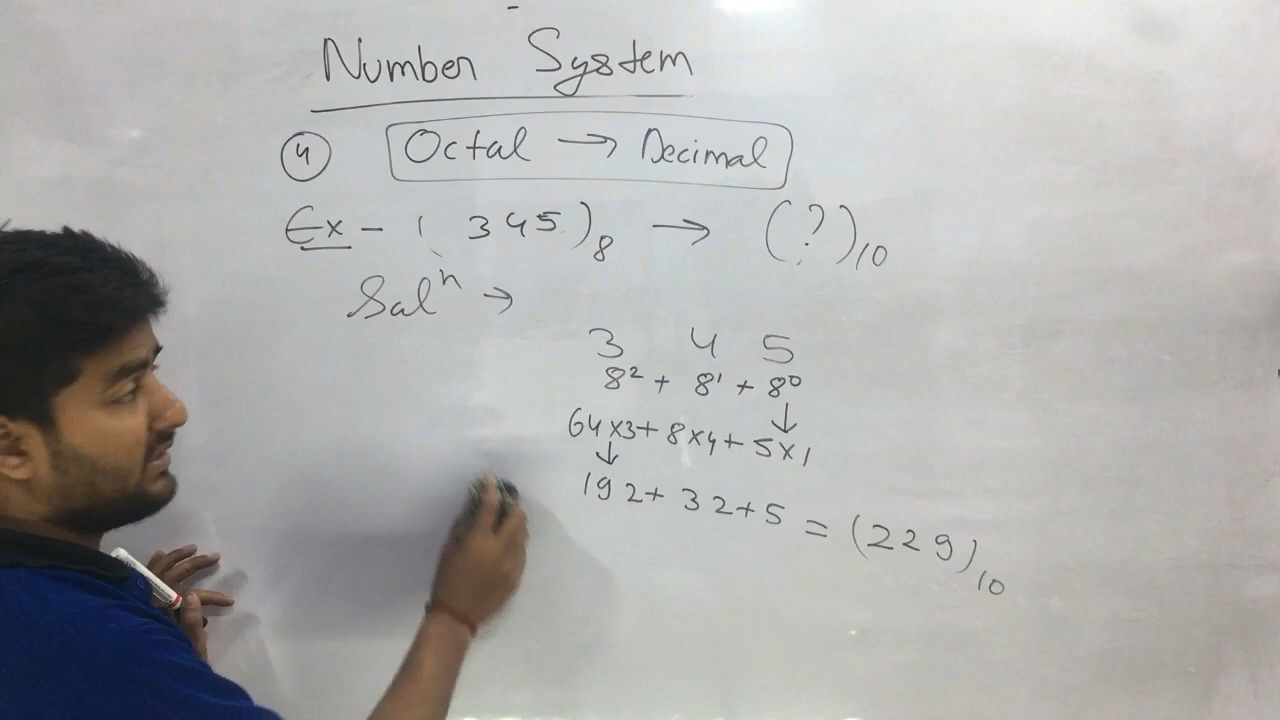 Number System
4 Octal → Decimal
Ex - ( 345)₈ → (?)₁₀
Solⁿ →
3 4 5
8² + 8¹ + 8⁰
64×3+ 8×4+ 5×1
192+ 32+5 = (229)₁₀